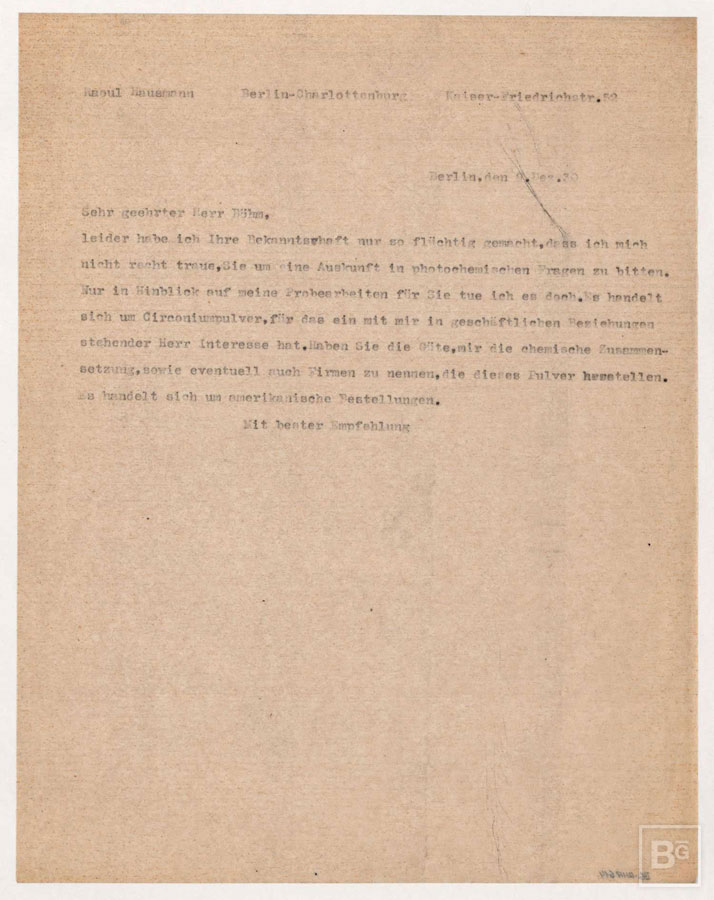 Raoul Hausmann Berlin-Charlottenburg Kaiser-Friedrichstr.52
Berlin,den 9.Dez.30
Sehr geehrter Herr Böhm,
leider habe ich Ihre Bekanntschaft nur so flüchtig gemacht,dass ich mich
nicht recht traue,Sie um eine Auskunft in photochemischen Fragen zu bitten.
Nur in Hinblick auf meine Probearbeiten für Sie tue ich es doch.Es handelt
sich um Circoniumpulver,für das ein mit mir in geschäftlichen Beziehungen
stehender Herr Interesse hat.Haben Sie die Güte,mir die chemische Zusammen-
setzung,sowie eventuell auch Firmen zu nennen,die dieses Pulver herstellen.
Es handelt sich um amerikanische Bestellungen.
Mit bester Empfehlung
BG